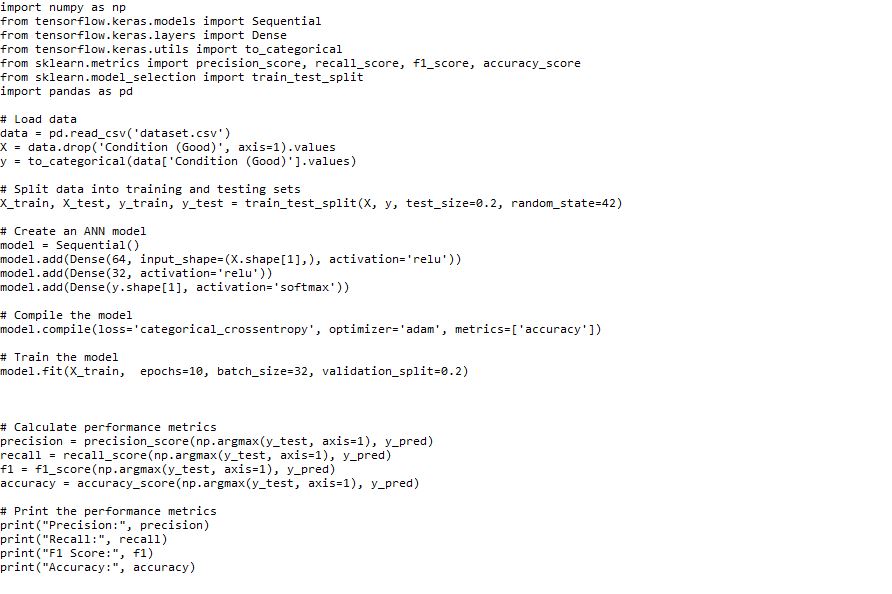 import numpy as np
from tensorflow.keras.models import Sequential
from tensorflow.keras.layers import Dense
from tensorflow.keras.utils import to_categorical
from sklearn.metrics import precision_score, recall_score, f1_score, accuracy_score
from sklearn.model_selection import train_test_split
import pandas as pd

# Load data
data = pd.read_csv('dataset.csv')
X = data.drop('Condition (Good)', axis=1).values
y = to_categorical(data['Condition (Good)'].values)

# Split data into training and testing sets
X_train, X_test, y_train, y_test = train_test_split(X, y, test_size=0.2, random_state=42)

# Create an ANN model
model = Sequential()
model.add(Dense(64, input_shape=(X.shape[1],), activation='relu'))
model.add(Dense(32, activation='relu'))
model.add(Dense(y.shape[1], activation='softmax'))

# Compile the model
model.compile(loss='categorical_crossentropy', optimizer='adam', metrics=['accuracy'])

# Train the model
model.fit(X_train,  epochs=10, batch_size=32, validation_split=0.2)

# Calculate performance metrics
precision = precision_score(np.argmax(y_test, axis=1), y_pred)
recall = recall_score(np.argmax(y_test, axis=1), y_pred)
f1 = f1_score(np.argmax(y_test, axis=1), y_pred)
accuracy = accuracy_score(np.argmax(y_test, axis=1), y_pred)

# Print the performance metrics
print("Precision:", precision)
print("Recall:", recall)
print("F1 Score:", f1)
print("Accuracy:", accuracy)